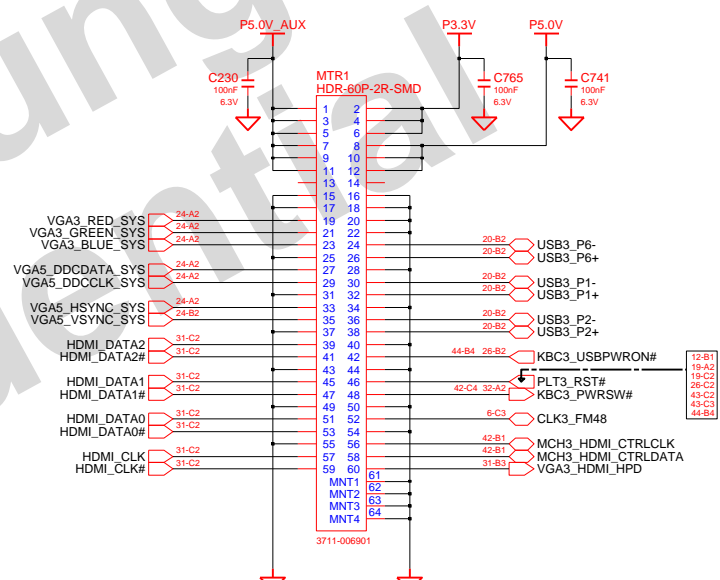 P5.0V_AUX
P3.3V
P5.0V
C230
100nF
6.3V
MTR1
HDR-60P-2R-SMD
C765
100nF
6.3V
C741
100nF
6.3V
1 2
3 4
5 6
7 8
9 10
11 12
13 14
15 16
17 18
VGA3_RED_SYS 24-A2 19 20
VGA3_GREEN_SYS 24-A2 21 22
VGA3_BLUE_SYS 24-A2 23 24 20-B2 USB3_P6-
25 26 20-B2 USB3_P6+
VGA5_DDCDATA_SYS 24-A2 27 28
VGA5_DDCCLK_SYS 24-A2 29 30 20-B2 USB3_P1-
31 32 20-B2 USB3_P1+
VGA5_HSYNC_SYS 24-A2 33 34
VGA5_VSYNC_SYS 24-B2 35 36 20-B2 USB3_P2-
37 38 20-B2 USB3_P2+
HDMI_DATA2 31-C2 39 40
HDMI_DATA2# 31-C2 41 42 44-B4 26-B2 KBC3_USBPWRON#
43 44
HDMI_DATA1 31-C2 45 46 PLT3_RST#
HDMI_DATA1# 31-C2 47 48 42-C4 32-A2 KBC3_PWRSW#
49 50
HDMI_DATA0 31-C2 51 52 6-C3 CLK3_FM48
HDMI_DATA0# 31-C2 53 54
55 56 42-B1 MCH3_HDMI_CTRLCLK
HDMI_CLK 31-C2 57 58 42-B1 MCH3_HDMI_CTRLDATA
HDMI_CLK# 31-C2 59 60 31-B3 VGA3_HDMI_HPD
MNT1 61
MNT2 62
MNT3 63
MNT4 64
3711-006901
12-B1
19-A2
19-C2
26-C2
43-C2
43-C3
44-B4